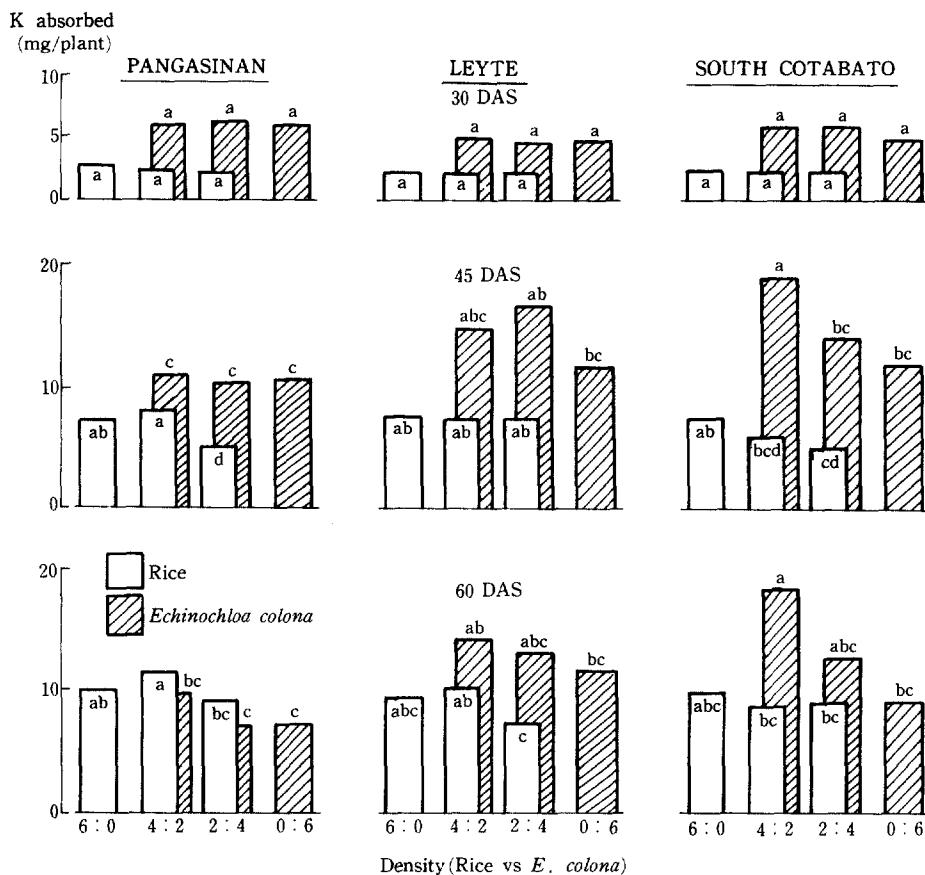 K absorbed
(mg/plant)
PANGASINAN LEYTE SOUTH COTABATO
30 DAS
10
5
0
a a a
a a a
a a a
a a a
a a a
a a a
20
10
0
45 DAS
c c c
ab a d
abc ab bc
ab ab ab
a bc bc
ab bcd cd
Rice
Echinochloa colona
20
10
0
60 DAS
bc c c
ab a bc
ab abc bc
abc ab c
a abc bc
abc bc bc
6 : 0 4 : 2 2 : 4 0 : 6 6 : 0 4 : 2 2 : 4 0 : 6 6 : 0 4 : 2 2 : 4 0 : 6
Density (Rice vs E. colona)